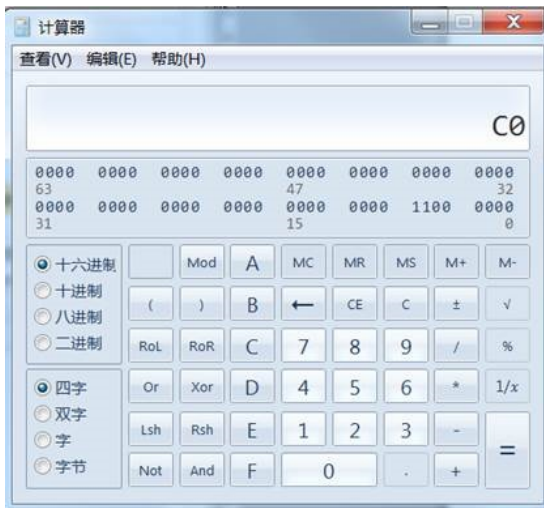 计算器
查看(V) 编辑(E) 帮助(H)
C0
0000 0000 0000 0000 0000 0000 0000 0000
63 47 32
0000 0000 0000 0000 0000 0000 1100 0000
31 15 0
十六进制 Mod A MC MR MS M+ M-
十进制
八进制 ( ) B ← CE C ± √
二进制 RoL RoR C 7 8 9 / %
四字 Or Xor D 4 5 6 * 1/x
双字
字 Lsh Rsh E 1 2 3 - =
字节 Not And F 0 . +